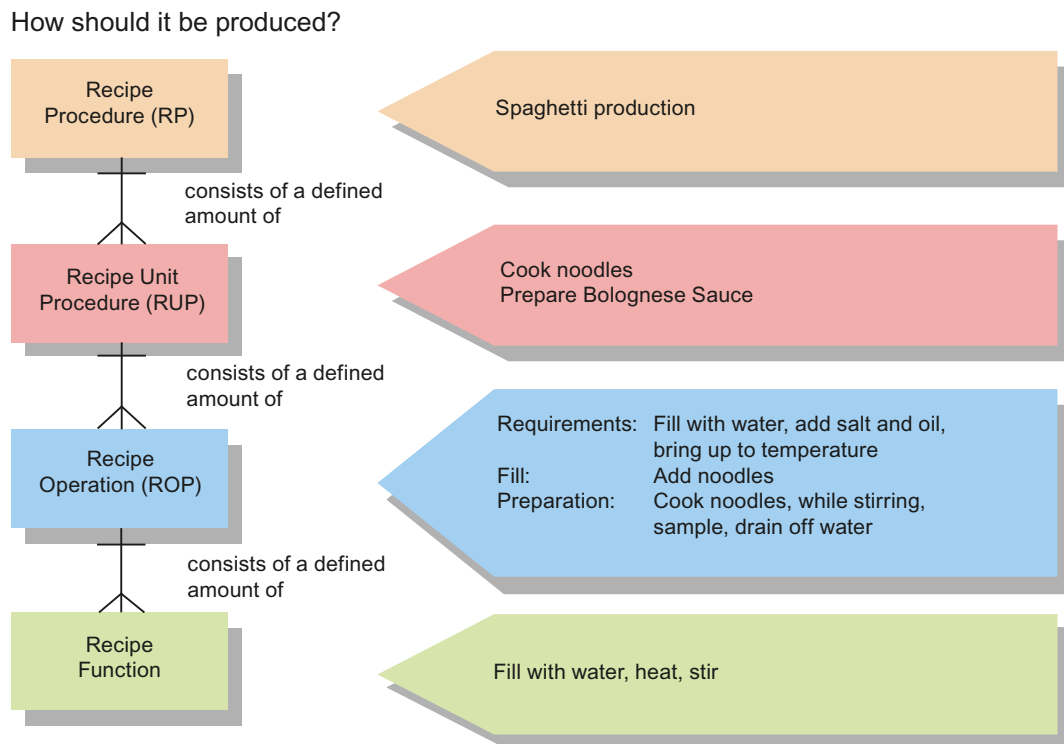 How should it be produced?
Recipe
Procedure (RP)
Spaghetti production
consists of a defined
amount of
Recipe Unit
Procedure (RUP)
Cook noodles
Prepare Bolognese Sauce
consists of a defined
amount of
Recipe
Operation (ROP)
Requirements: Fill with water, add salt and oil,
bring up to temperature
Fill: Add noodles
Preparation: Cook noodles, while stirring,
sample, drain off water
consists of a defined
amount of
Recipe
Function
Fill with water, heat, stir